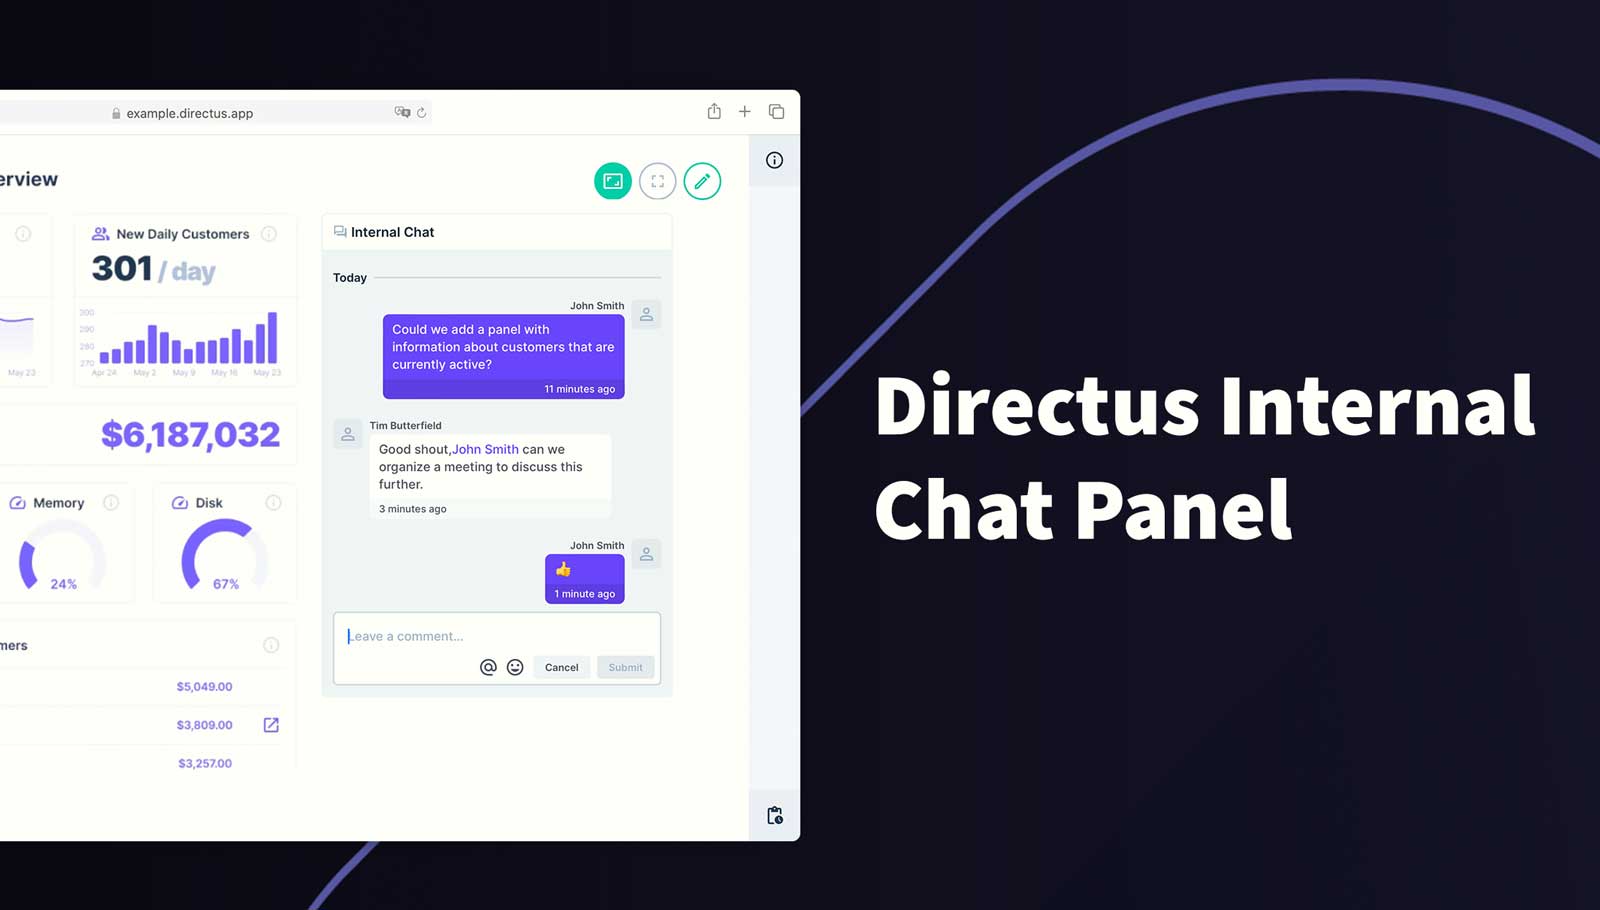 example.directus.app
erview
New Daily Customers
301 / day
300
290
280
270
Apr 24 May 2 May 9 May 16 May 23
May 23
$6,187,032
Memory
24%
Disk
67%
mers
$5,049.00
$3,809.00
$3,257.00
Internal Chat
Today
John Smith
Could we add a panel with
information about customers that are
currently active?
11 minutes ago
Tim Butterfield
Good shout,John Smith can we
organize a meeting to discuss this
further.
3 minutes ago
John Smith
👍
1 minute ago
Leave a comment...
Cancel Submit
Directus Internal
Chat Panel